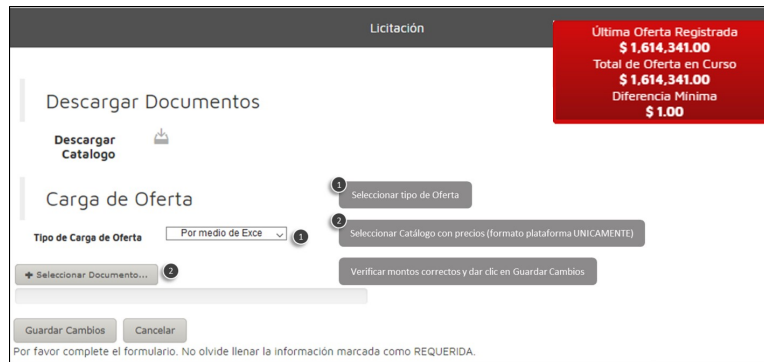 Licitación
Última Oferta Registrada
$ 1,614,341.00
Total de Oferta en Curso
$ 1,614,341.00
Diferencia Mínima
$ 1.00
Descargar Documentos
Descargar
Catalogo
Carga de Oferta
1 Seleccionar tipo de Oferta
Tipo de Carga de Oferta Por medio de Exce 1
2 Seleccionar Catálogo con precios (formato plataforma UNICAMENTE)
+ Seleccionar Documento... 2
Verificar montos correctos y dar clic en Guardar Cambios
Guardar Cambios Cancelar
Por favor complete el formulario. No olvide llenar la información marcada como REQUERIDA.